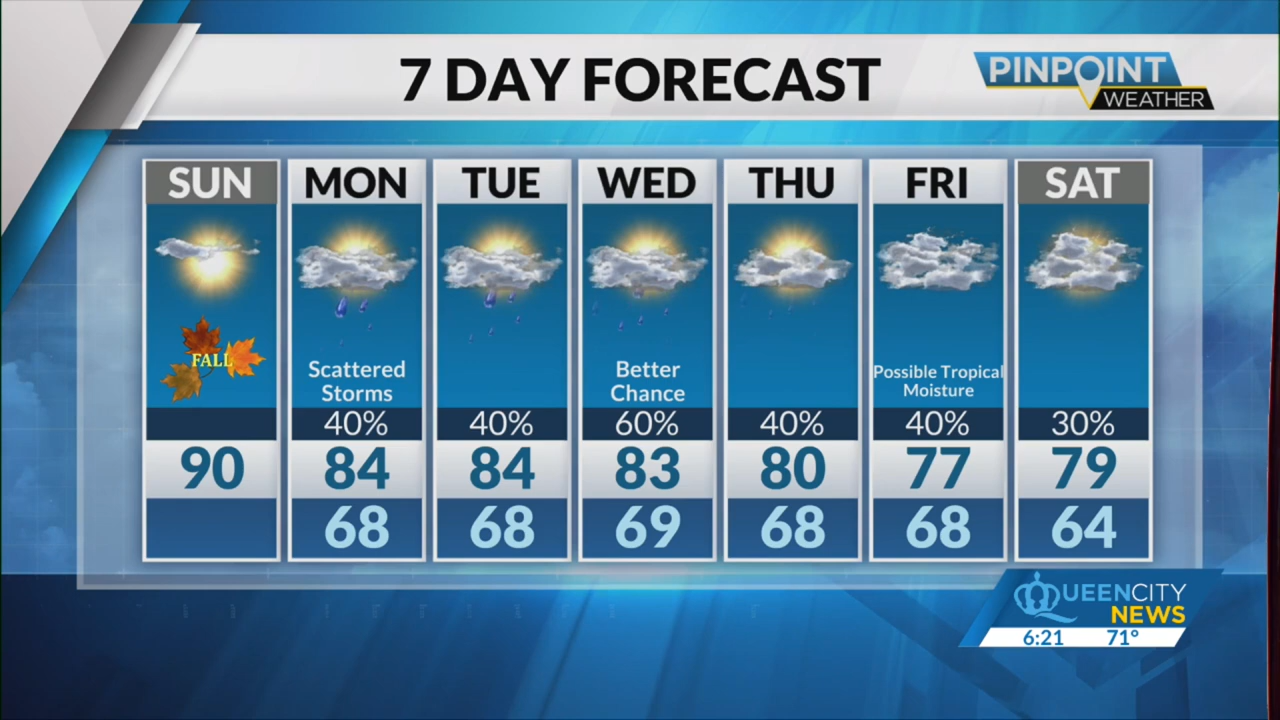 7 DAY FORECAST
PINPOINT
WEATHER
SUN MON TUE WED THU FRI SAT
FALL
Scattered
Storms
Better
Chance
Possible Tropical
Moisture
40% 40% 60% 40% 40% 30%
90 84 84 83 80 77 79
68 68 69 68 68 64
QUEENCITY
NEWS
6:21 71°